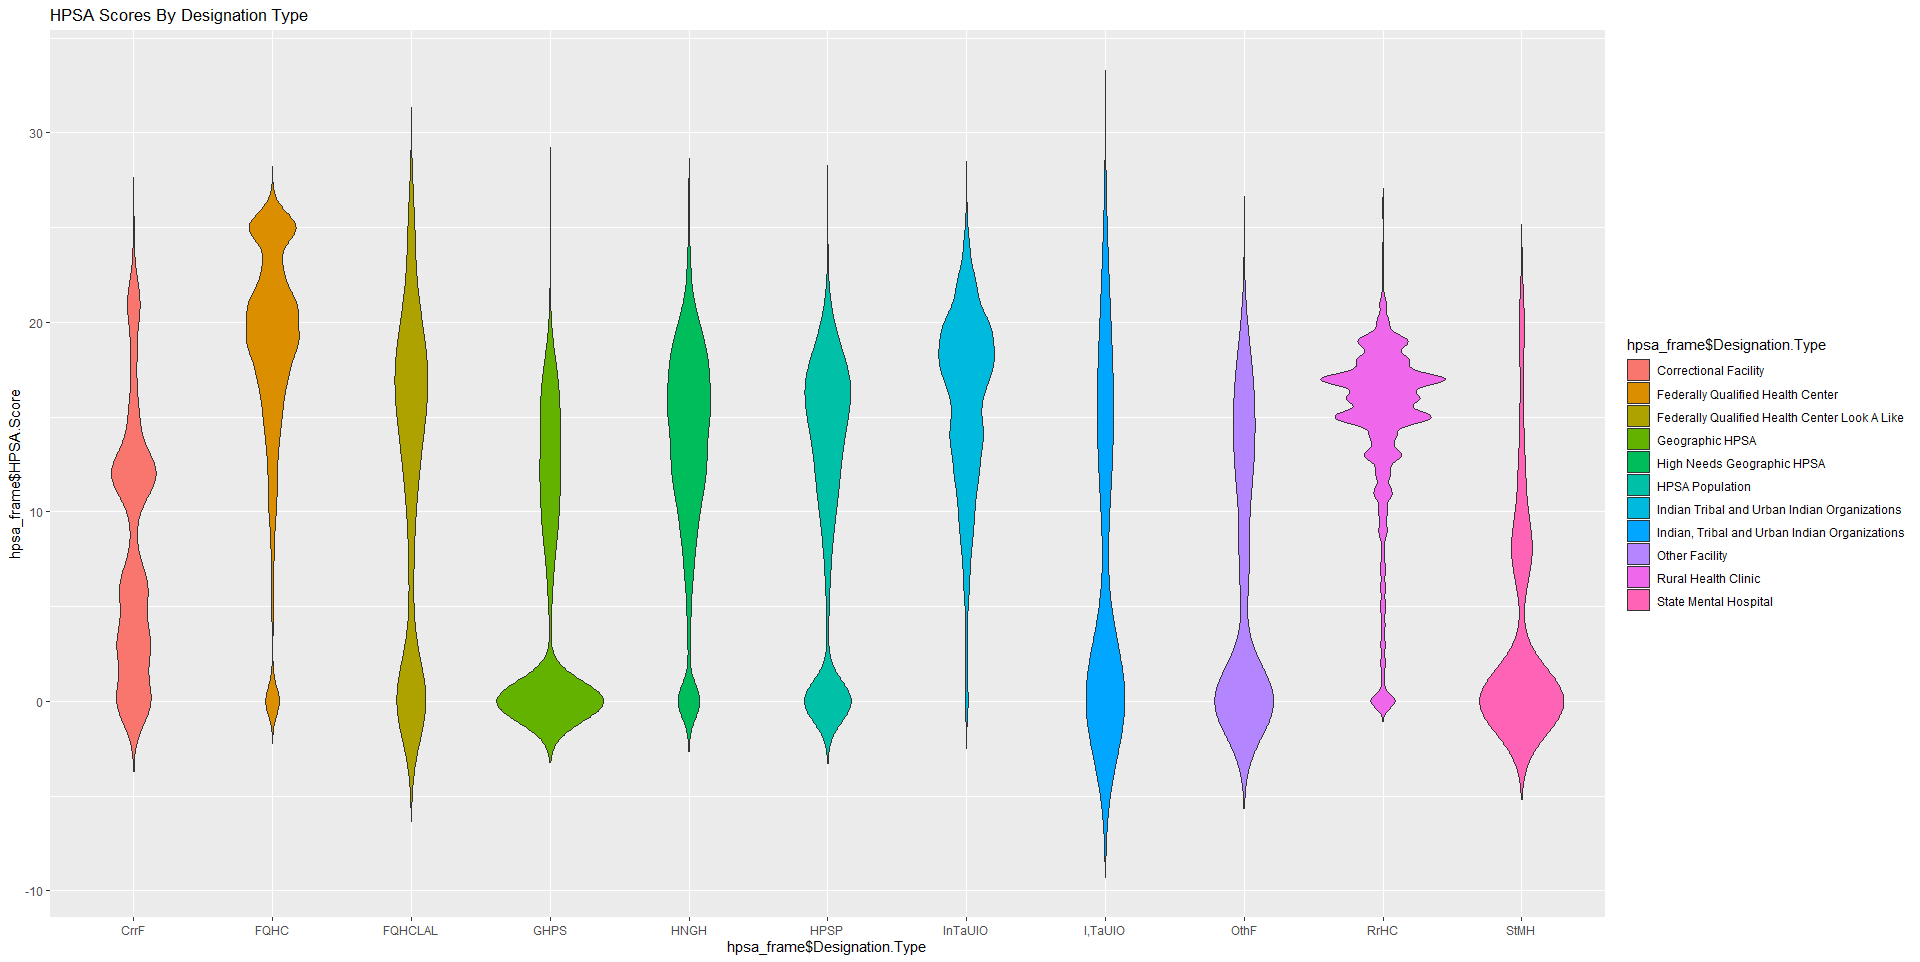 HPSA Scores By Designation Type
hpsa_frame$HPSA.Score
30
20
10
0
-10
CrrF
FQHC
FQHCLAL
GHPS
HNGH
HPSP
InTaUIO
I,TaUIO
OthF
RrHC
StMH
hpsa_frame$Designation.Type
hpsa_frame$Designation.Type
Correctional Facility
Federally Qualified Health Center
Federally Qualified Health Center Look A Like
Geographic HPSA
High Needs Geographic HPSA
HPSA Population
Indian Tribal and Urban Indian Organizations
Indian, Tribal and Urban Indian Organizations
Other Facility
Rural Health Clinic
State Mental Hospital